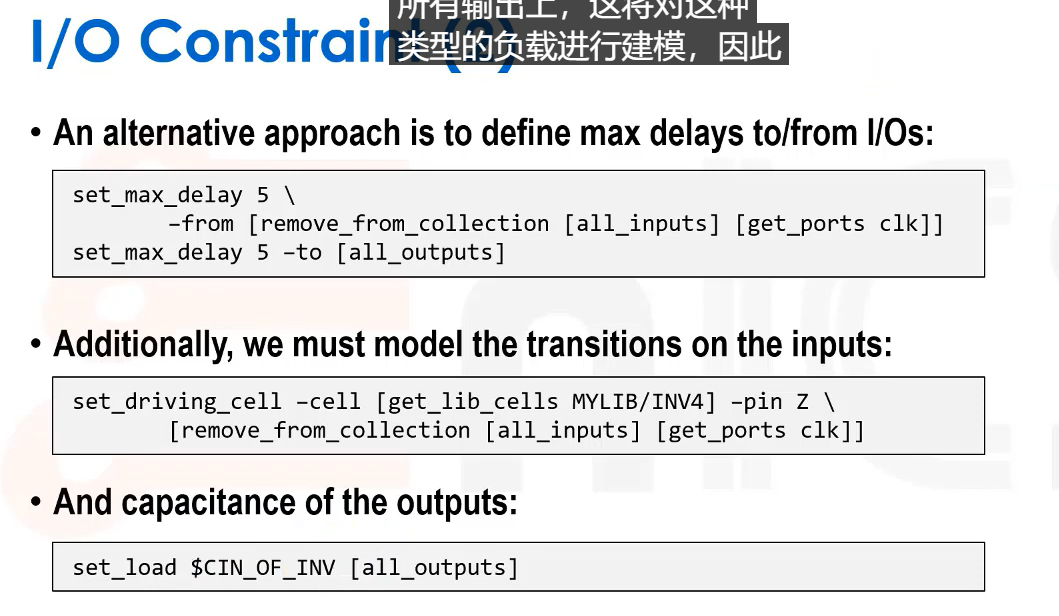 所有输出上，这将对这种
类型的负载进行建模，因此
I/O Constrain
• An alternative approach is to define max delays to/from I/Os:
set_max_delay 5 \
–from [remove_from_collection [all_inputs] [get_ports clk]]
set_max_delay 5 –to [all_outputs]
• Additionally, we must model the transitions on the inputs:
set_driving_cell –cell [get_lib_cells MYLIB/INV4] –pin Z \
[remove_from_collection [all_inputs] [get_ports clk]]
• And capacitance of the outputs:
set_load $CIN_OF_INV [all_outputs]